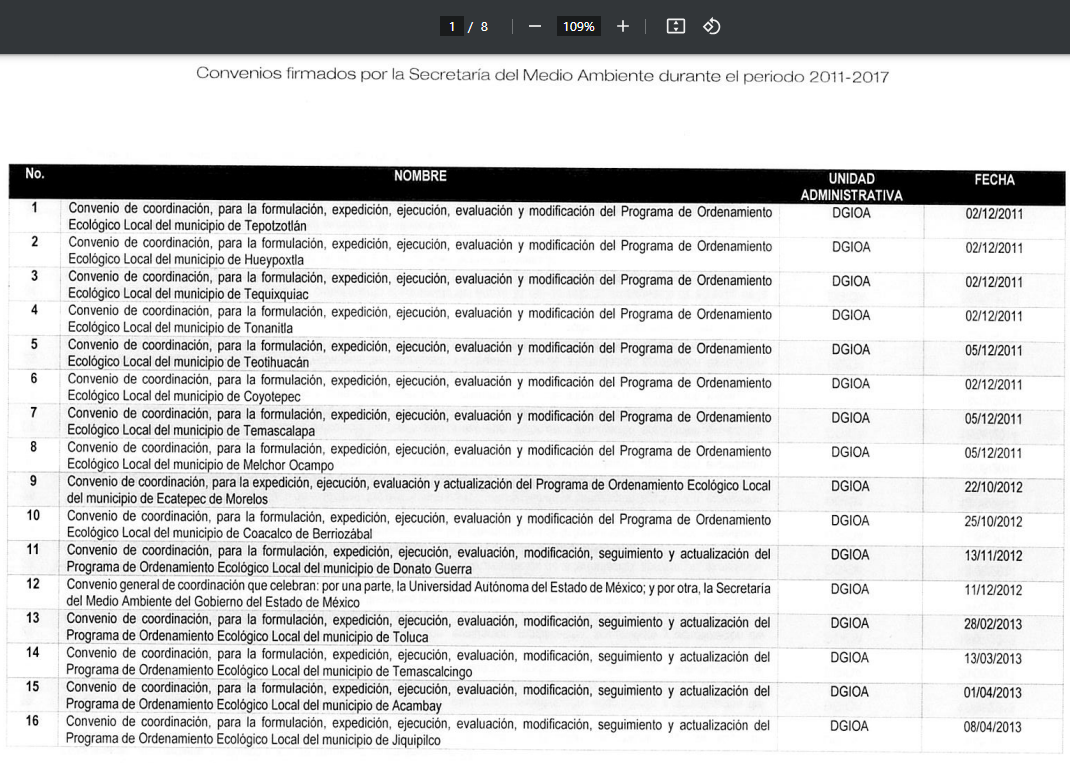 1 / 8 109%
Convenios firmados por la Secretaría del Medio Ambiente durante el periodo 2011-2017
No. NOMBRE UNIDAD ADMINISTRATIVA FECHA
1 Convenio de coordinación, para la formulación, expedición, ejecución, evaluación y modificación del Programa de Ordenamiento DGIOA 02/12/2011
Ecológico Local del municipio de Tepotzotlán
2 Convenio de coordinación, para la formulación, expedición, ejecución, evaluación y modificación del Programa de Ordenamiento DGIOA 02/12/2011
Ecológico Local del municipio de Hueypoxtla
3 Convenio de coordinación, para la formulación, expedición, ejecución, evaluación y modificación del Programa de Ordenamiento DGIOA 02/12/2011
Ecológico Local del municipio de Tequixquiac
4 Convenio de coordinación, para la formulación, expedición, ejecución, evaluación y modificación del Programa de Ordenamiento DGIOA 02/12/2011
Ecológico Local del municipio de Tonanitla
5 Convenio de coordinación, para la formulación, expedición, ejecución, evaluación y modificación del Programa de Ordenamiento DGIOA 05/12/2011
Ecológico Local del municipio de Teotihuacán
6 Convenio de coordinación, para la formulación, expedición, ejecución, evaluación y modificación del Programa de Ordenamiento DGIOA 02/12/2011
Ecológico Local del municipio de Coyotepec
7 Convenio de coordinación, para la formulación, expedición, ejecución, evaluación y modificación del Programa de Ordenamiento DGIOA 05/12/2011
Ecológico Local del municipio de Temascalapa
8 Convenio de coordinación, para la formulación, expedición, ejecución, evaluación y modificación del Programa de Ordenamiento DGIOA 05/12/2011
Ecológico Local del municipio de Melchor Ocampo
9 Convenio de coordinación, para la expedición, ejecución, evaluación y actualización del Programa de Ordenamiento Ecológico Local DGIOA 22/10/2012
del municipio de Ecatepec de Morelos
10 Convenio de coordinación, para la formulación, expedición, ejecución, evaluación y modificación del Programa de Ordenamiento DGIOA 25/10/2012
Ecológico Local del municipio de Coacalco de Berriozábal
11 Convenio de coordinación, para la formulación, expedición, ejecución, evaluación, modificación, seguimiento y actualización del DGIOA 13/11/2012
Programa de Ordenamiento Ecológico Local del municipio de Donato Guerra
12 Convenio general de coordinación que celebran: por una parte, la Universidad Autónoma del Estado de México; y por otra, la Secretaría DGIOA 11/12/2012
del Medio Ambiente del Gobierno del Estado de México
13 Convenio de coordinación, para la formulación, expedición, ejecución, evaluación, modificación, seguimiento y actualización del DGIOA 28/02/2013
Programa de Ordenamiento Ecológico Local del municipio de Toluca
14 Convenio de coordinación, para la formulación, expedición, ejecución, evaluación, modificación, seguimiento y actualización del DGIOA 13/03/2013
Programa de Ordenamiento Ecológico Local del municipio de Temascalcingo
15 Convenio de coordinación, para la formulación, expedición, ejecución, evaluación, modificación, seguimiento y actualización del DGIOA 01/04/2013
Programa de Ordenamiento Ecológico Local del municipio de Acambay
16 Convenio de coordinación, para la formulación, expedición, ejecución, evaluación, modificación, seguimiento y actualización del DGIOA 08/04/2013
Programa de Ordenamiento Ecológico Local del municipio de Jiquipilco